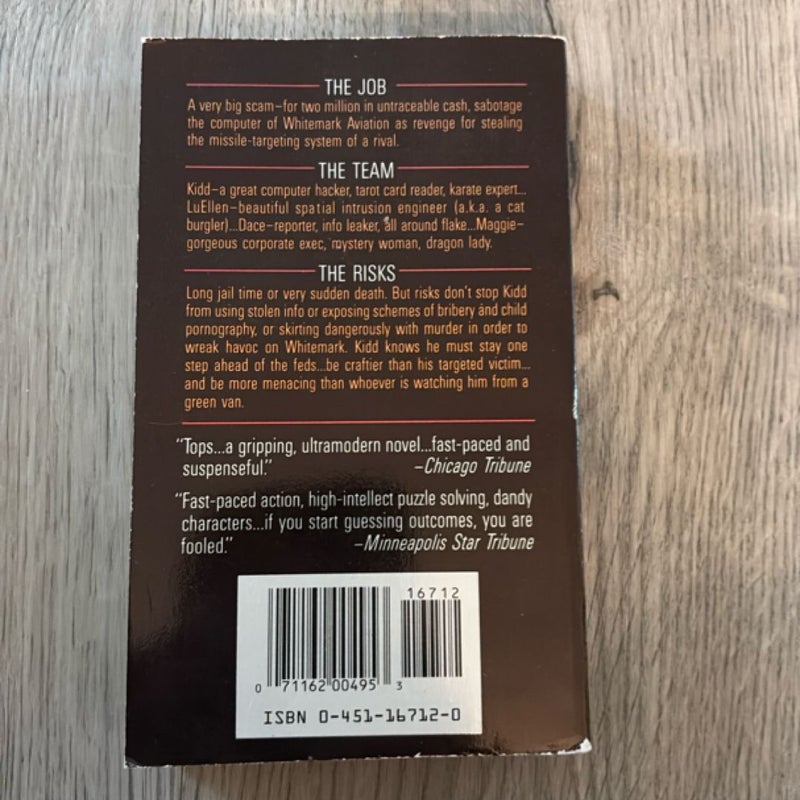 THE JOB
A very big scam–for two million in untraceable cash, sabotage
the computer of Whitemark Aviation as revenge for stealing
the missile-targeting system of a rival.
THE TEAM
Kidd–a great computer hacker, tarot card reader, karate expert...
LuEllen–beautiful spatial intrusion engineer (a.k.a. a cat
burgler)...Dace–reporter, info leaker, all around flake...Maggie–
gorgeous corporate exec, mystery woman, dragon lady.
THE RISKS
Long jail time or very sudden death. But risks don't stop Kidd
from using stolen info or exposing schemes of bribery and child
pornography, or skirting dangerously with murder in order to
wreak havoc on Whitemark. Kidd knows he must stay one
step ahead of the feds...be craftier than his targeted victim...
and be more menacing than whoever is watching him from a
green van.
"Tops...a gripping, ultramodern novel...fast-paced and
suspenseful." –Chicago Tribune
"Fast-paced action, high-intellect puzzle solving, dandy
characters...if you start guessing outcomes, you are
fooled." –Minneapolis Star Tribune
16712
0 71162 00495 3
ISBN 0-451-16712-0